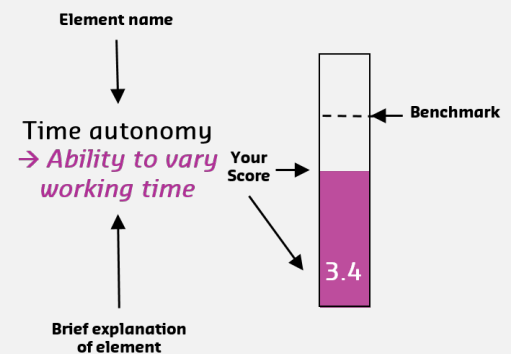 Element name
Time autonomy
→ Ability to vary
working time
Brief explanation
of element
Your
Score
Benchmark
3.4